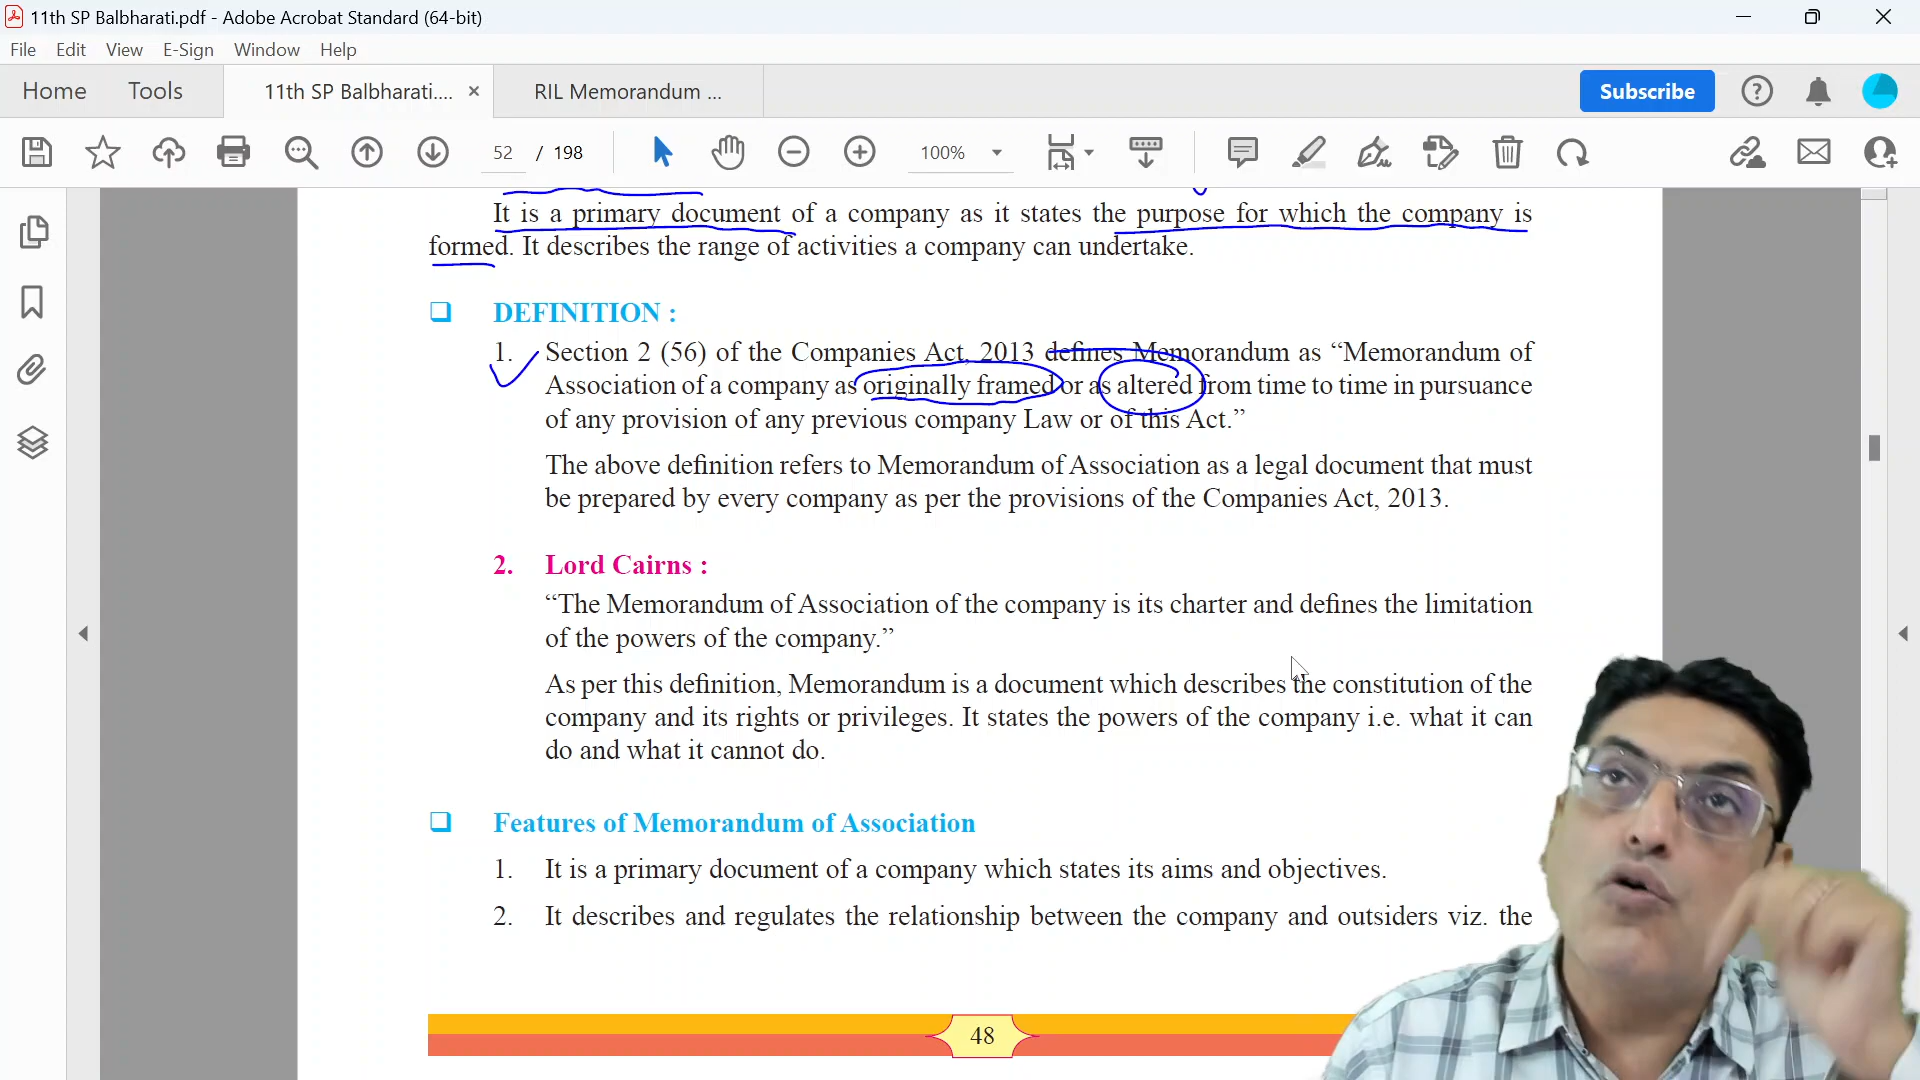 11th SP Balbharati.pdf - Adobe Acrobat Standard (64-bit)
File Edit View E-Sign Window Help
Home Tools 11th SP Balbharati.... × RIL Memorandum ... Subscribe
52 / 198 100%
It is a primary document of a company as it states the purpose for which the company is
formed. It describes the range of activities a company can undertake.
DEFINITION :
1. Section 2 (56) of the Companies Act, 2013 defines Memorandum as “Memorandum of
Association of a company as originally framed or as altered from time to time in pursuance
of any provision of any previous company Law or of this Act.”
The above definition refers to Memorandum of Association as a legal document that must
be prepared by every company as per the provisions of the Companies Act, 2013.
2. Lord Cairns :
“The Memorandum of Association of the company is its charter and defines the limitation
of the powers of the company.”
As per this definition, Memorandum is a document which describes the constitution of the
company and its rights or privileges. It states the powers of the company i.e. what it can
do and what it cannot do.
Features of Memorandum of Association
1. It is a primary document of a company which states its aims and objectives.
2. It describes and regulates the relationship between the company and outsiders viz. the
48